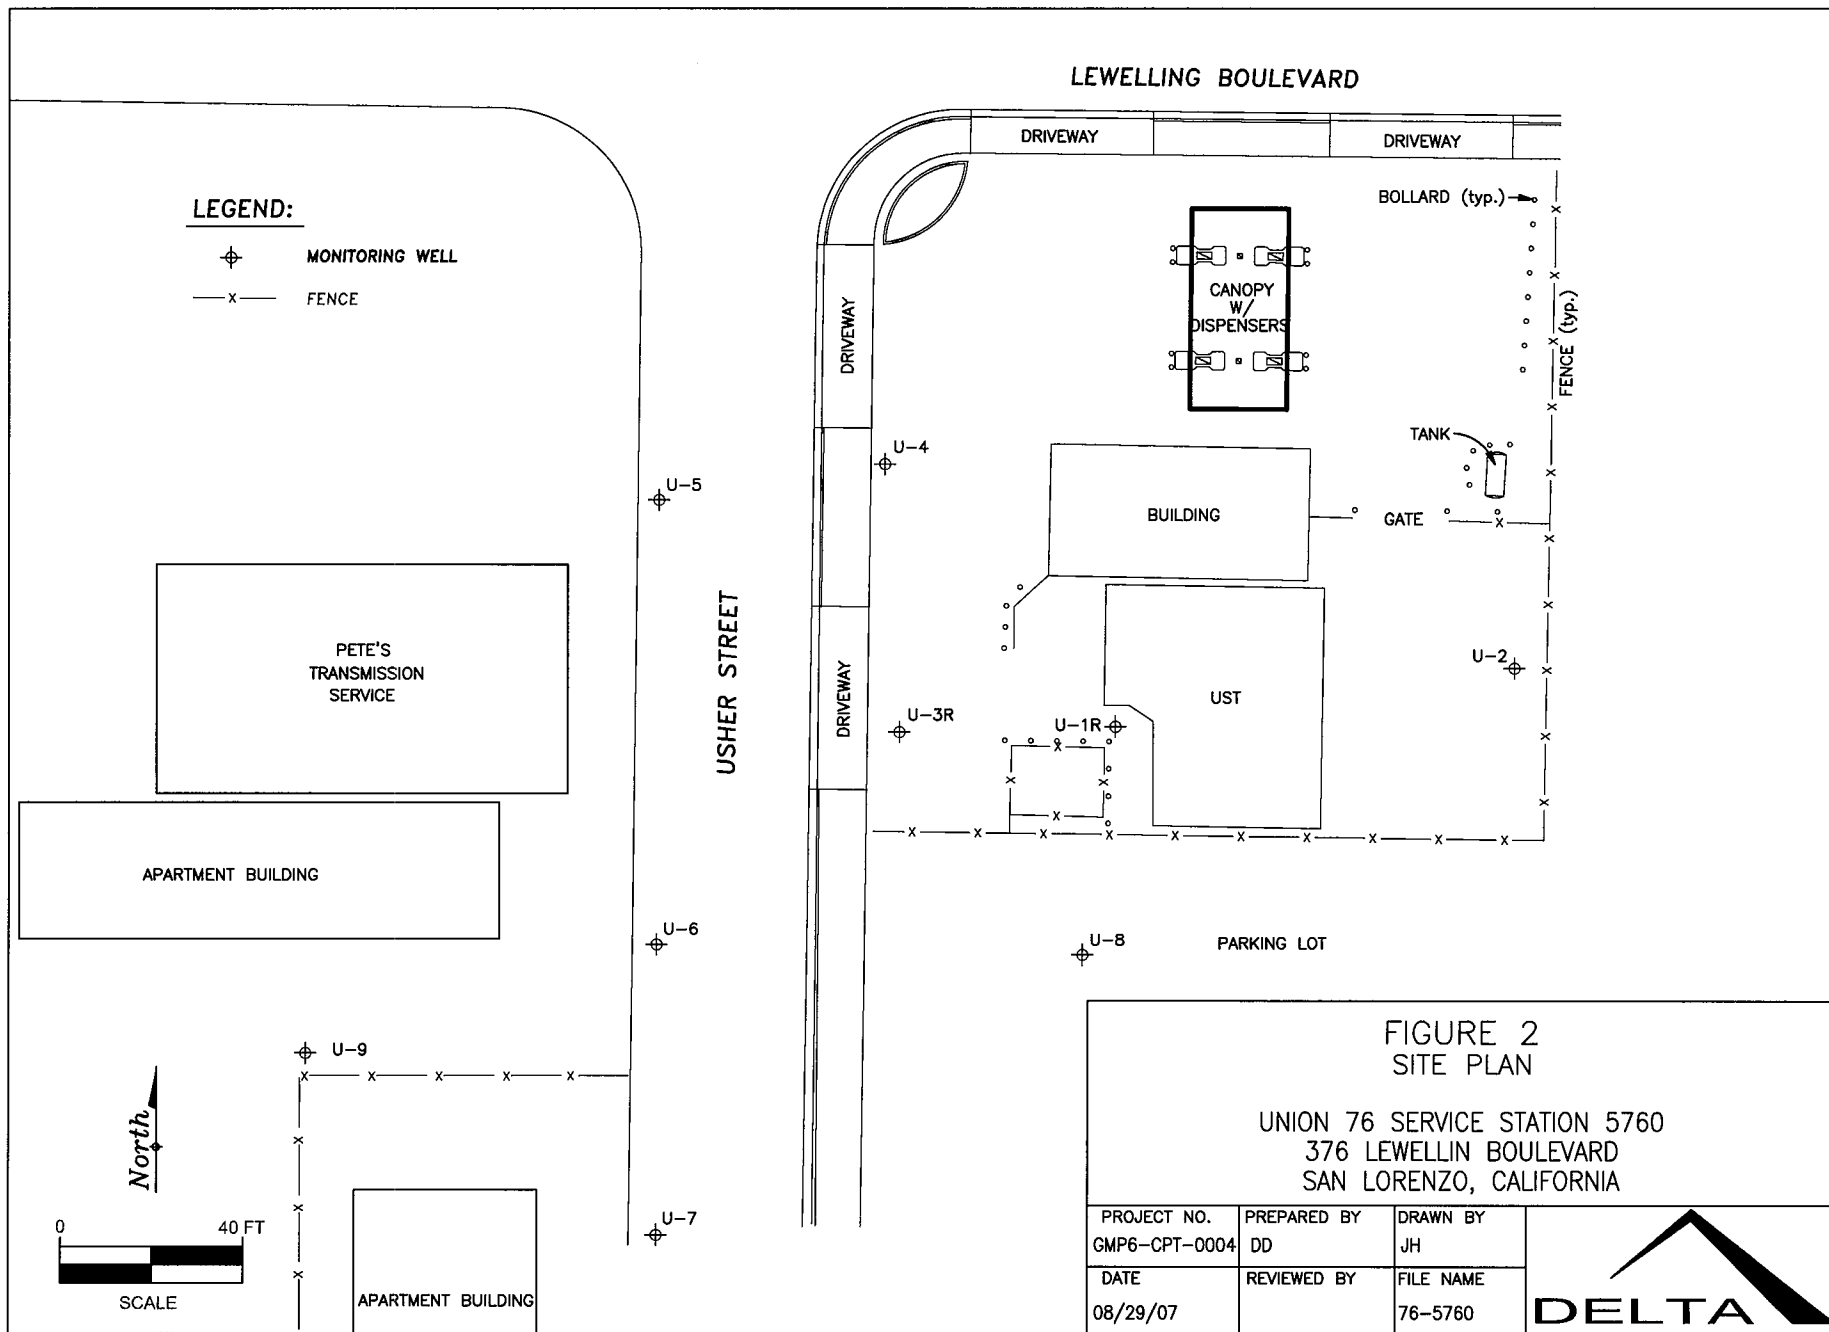 LEWELLING BOULEVARD
DRIVEWAY
DRIVEWAY
BOLLARD (typ.)
LEGEND:
MONITORING WELL
x FENCE
CANOPY
W/
DISPENSERS
DRIVEWAY
FENCE (typ.)
TANK
U-4
U-5
BUILDING
GATE
PETE'S
TRANSMISSION
SERVICE
USHER STREET
U-2
DRIVEWAY
UST
U-3R
U-1R
APARTMENT BUILDING
U-6
U-8
PARKING LOT
U-9
North
U-7
0 40 FT
SCALE
APARTMENT BUILDING
FIGURE 2
SITE PLAN
UNION 76 SERVICE STATION 5760
376 LEWELLIN BOULEVARD
SAN LORENZO, CALIFORNIA
PROJECT NO. PREPARED BY DRAWN BY
GMP6-CPT-0004 DD JH
DATE REVIEWED BY FILE NAME
08/29/07 76-5760
DELTA